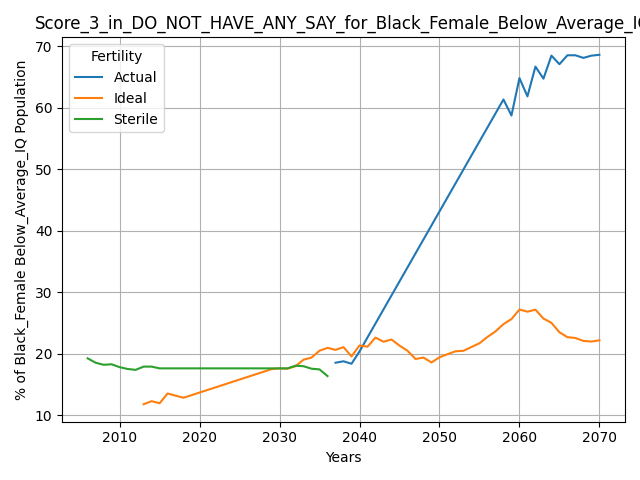 Score_3_in_DO_NOT_HAVE_ANY_SAY_for_Black_Female_Below_Average_IQ
% of Black_Female Below_Average_IQ Population
70
60
50
40
30
20
10
Fertility
Actual
Ideal
Sterile
2010 2020 2030 2040 2050 2060 2070
Years